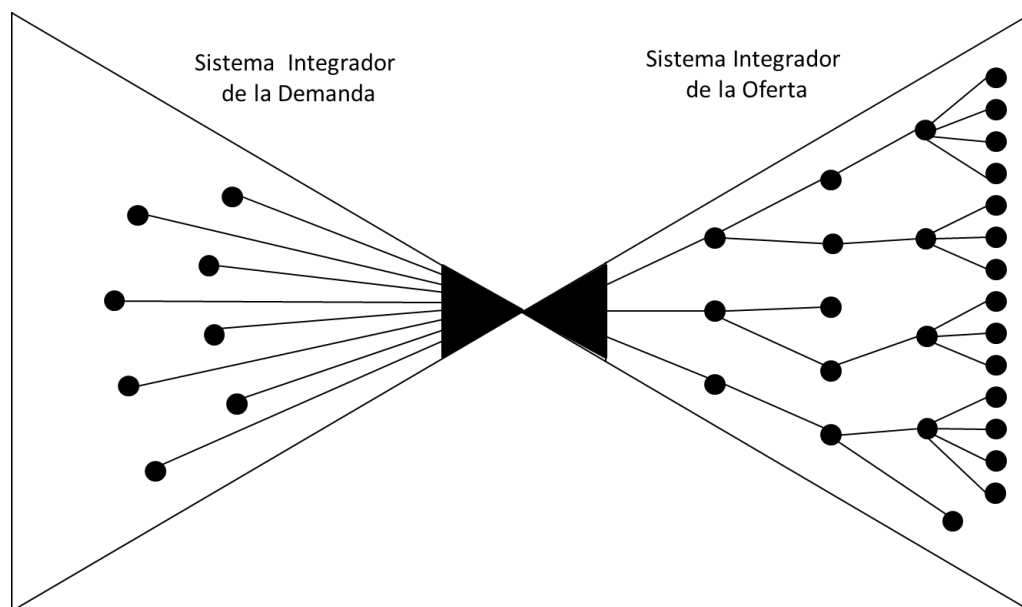 Sistema Integrador
de la Demanda
Sistema Integrador
de la Oferta